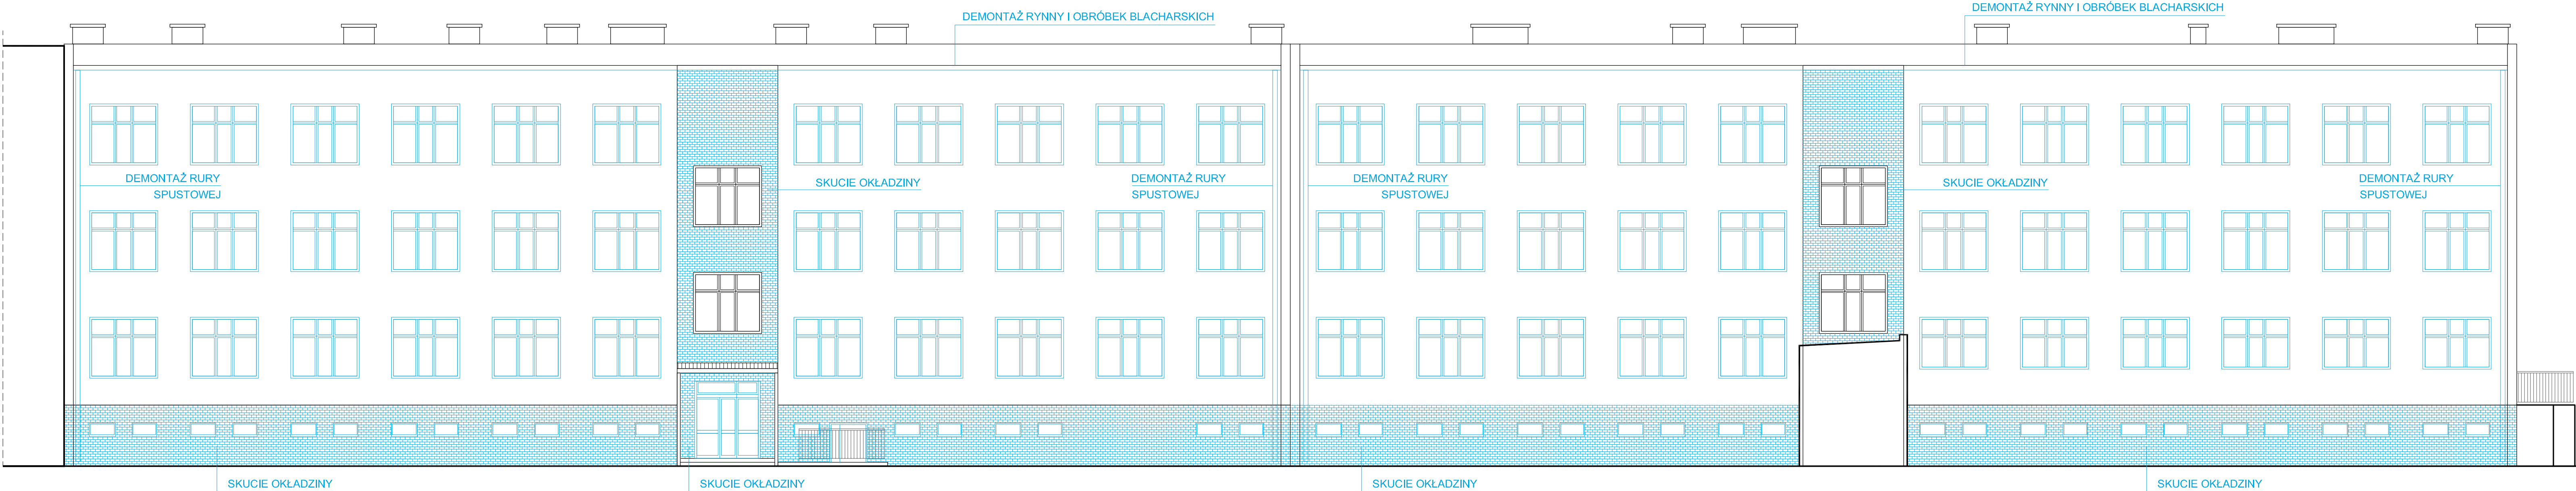 DEMONTAŻ RYNNY I OBRÓBEK BLACHARSKICH
DEMONTAŻ RYNNY I OBRÓBEK BLACHARSKICH
DEMONTAŻ RURY
SPUSTOWEJ
SKUCIE OKŁADZINY
DEMONTAŻ RURY
SPUSTOWEJ
DEMONTAŻ RURY
SPUSTOWEJ
SKUCIE OKŁADZINY
DEMONTAŻ RURY
SPUSTOWEJ
SKUCIE OKŁADZINY
SKUCIE OKŁADZINY
SKUCIE OKŁADZINY
SKUCIE OKŁADZINY